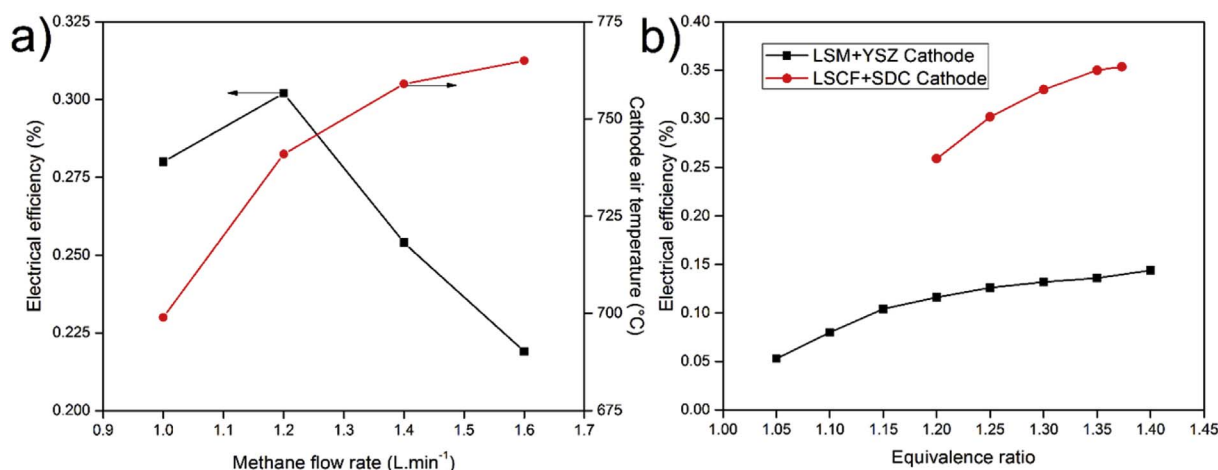 a)
Electrical efficiency (%)
0.325
0.300
0.275
0.250
0.225
0.200
0.9 1.0 1.1 1.2 1.3 1.4 1.5 1.6 1.7
Methane flow rate (L.min⁻¹)
775
750
725
700
675
Cathode air temperature (°C)
b)
Electrical efficiency (%)
0.40
0.35
0.30
0.25
0.20
0.15
0.10
0.05
0.00
LSM+YSZ Cathode
LSCF+SDC Cathode
1.00 1.05 1.10 1.15 1.20 1.25 1.30 1.35 1.40 1.45
Equivalence ratio